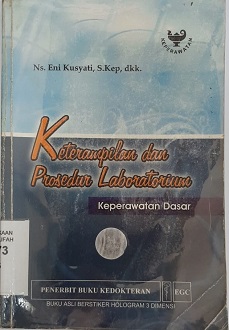 KEPERAWATAN
Ns. Eni Kusyati, S.Kep, dkk.
Keterampilan dan
Prosedur Laboratorium
Keperawatan Dasar
PENERBIT BUKU KEDOKTERAN EGC
BUKU ASLI BERSTIKER HOLOGRAM 3 DIMENSI